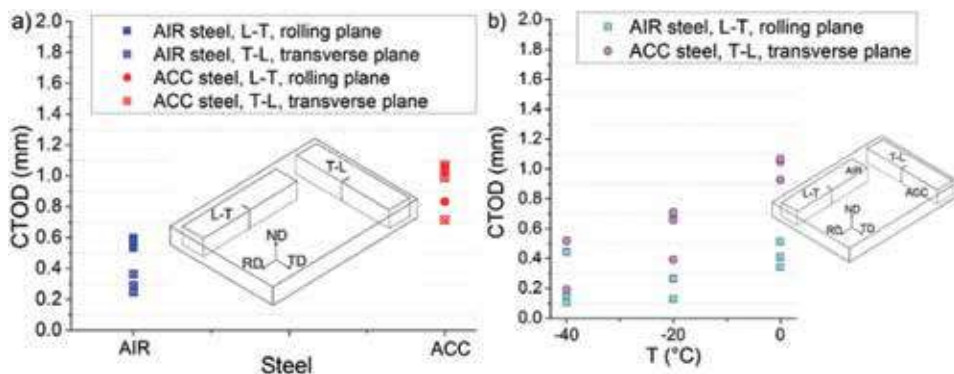 a)
AIR steel, L-T, rolling plane
AIR steel, T-L, transverse plane
ACC steel, L-T, rolling plane
ACC steel, T-L, transverse plane
CTOD (mm)
2.0
1.8
1.6
1.4
1.2
1.0
0.8
0.6
0.4
0.2
0.0
T-L
L-T
ND
RD
TD
AIR
ACC
Steel
b)
AIR steel, L-T, rolling plane
ACC steel, T-L, transverse plane
CTOD (mm)
2.0
1.8
1.6
1.4
1.2
1.0
0.8
0.6
0.4
0.2
0.0
T-L
AIR
L-T
ACC
ND
RD
TD
-40
-20
0
T (°C)